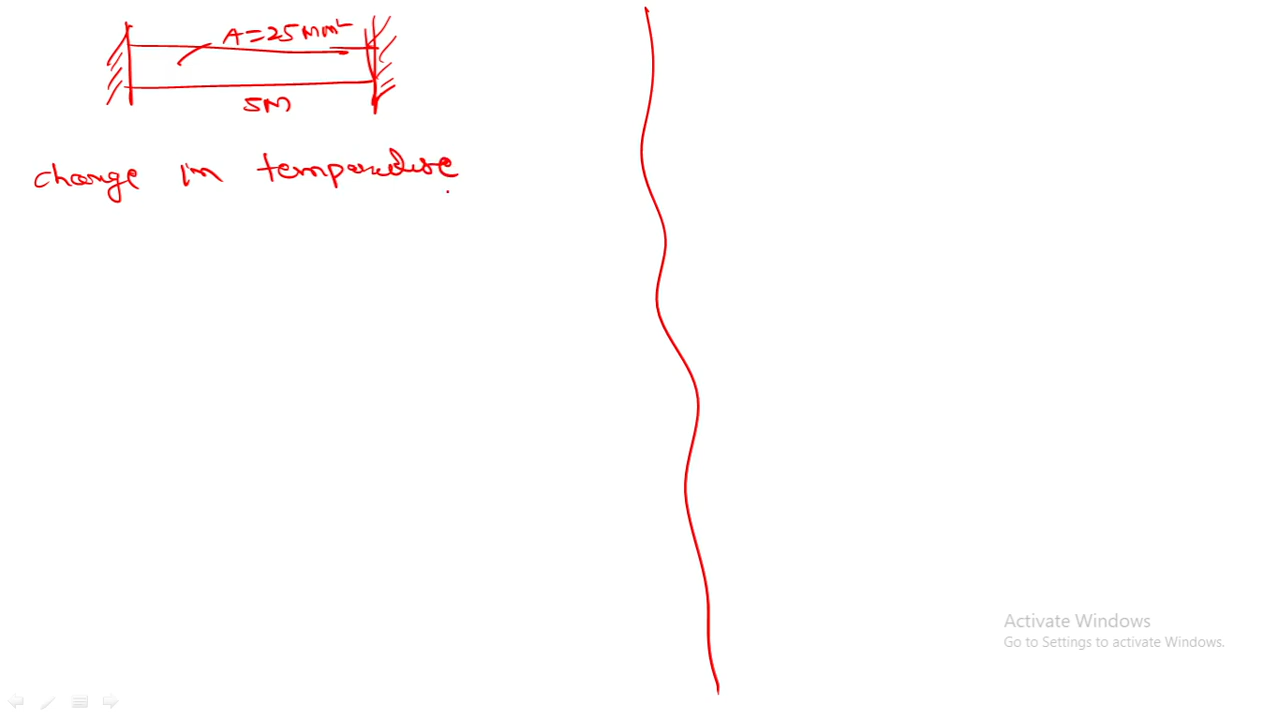 A=25mm²
5m
change in temperature
Activate Windows
Go to Settings to activate Windows.